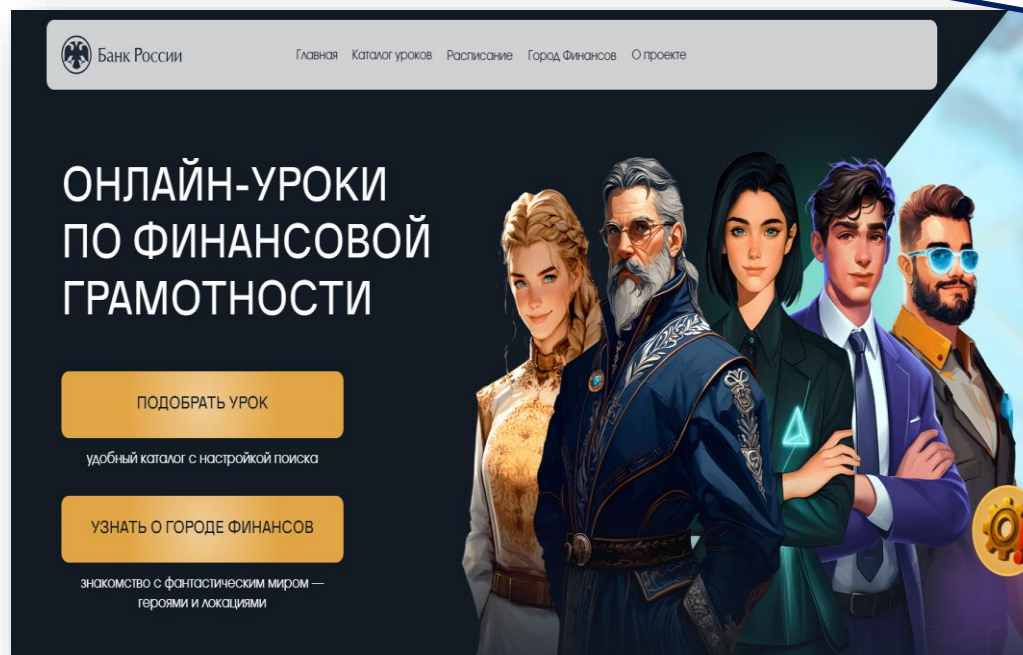 Банк России
Главная Каталог уроков Расписание Город Финансов О проекте
ОНЛАЙН-УРОКИ
ПО ФИНАНСОВОЙ
ГРАМОТНОСТИ
ПОДОБРАТЬ УРОК
удобный каталог с настройкой поиска
УЗНАТЬ О ГОРОДЕ ФИНАНСОВ
знакомство с фантастическим миром —
героями и локациями